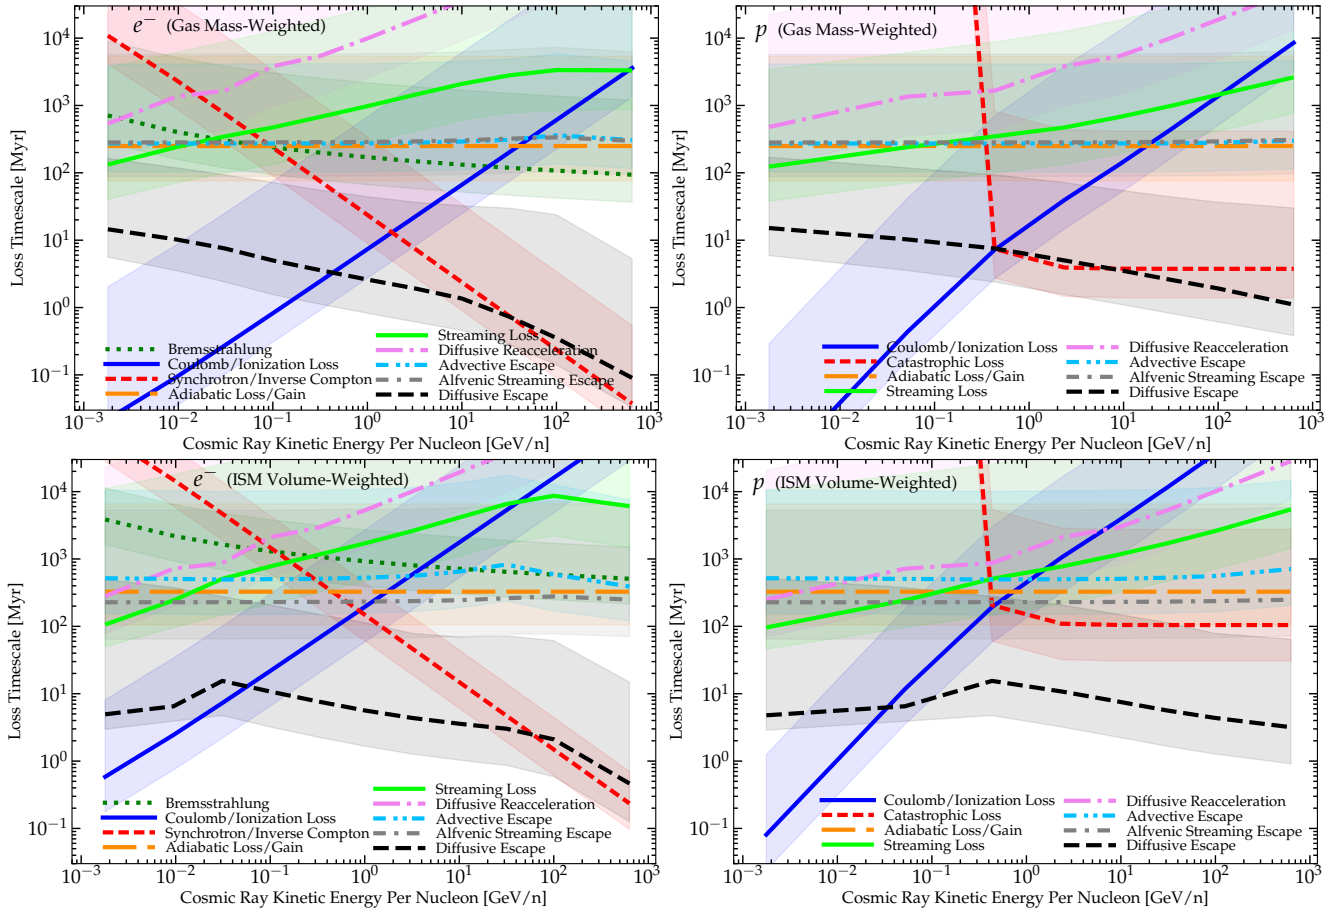 e⁻ (Gas Mass-Weighted)
Loss Timescale [Myr]
10⁴
10³
10²
10¹
10⁰
10⁻¹
Bremsstrahlung
Coulomb/Ionization Loss
Synchrotron/Inverse Compton
Adiabatic Loss/Gain
Streaming Loss
Diffusive Reacceleration
Advective Escape
Alfvenic Streaming Escape
Diffusive Escape
10⁻³ 10⁻² 10⁻¹ 10⁰ 10¹ 10² 10³
Cosmic Ray Kinetic Energy Per Nucleon [GeV/n]
p (Gas Mass-Weighted)
Loss Timescale [Myr]
10⁴
10³
10²
10¹
10⁰
10⁻¹
Coulomb/Ionization Loss
Catastrophic Loss
Adiabatic Loss/Gain
Streaming Loss
Diffusive Reacceleration
Advective Escape
Alfvenic Streaming Escape
Diffusive Escape
10⁻³ 10⁻² 10⁻¹ 10⁰ 10¹ 10² 10³
Cosmic Ray Kinetic Energy Per Nucleon [GeV/n]
e⁻ (ISM Volume-Weighted)
Loss Timescale [Myr]
10⁴
10³
10²
10¹
10⁰
10⁻¹
Bremsstrahlung
Coulomb/Ionization Loss
Synchrotron/Inverse Compton
Adiabatic Loss/Gain
Streaming Loss
Diffusive Reacceleration
Advective Escape
Alfvenic Streaming Escape
Diffusive Escape
10⁻³ 10⁻² 10⁻¹ 10⁰ 10¹ 10² 10³
Cosmic Ray Kinetic Energy Per Nucleon [GeV/n]
p (ISM Volume-Weighted)
Loss Timescale [Myr]
10⁴
10³
10²
10¹
10⁰
10⁻¹
Coulomb/Ionization Loss
Catastrophic Loss
Adiabatic Loss/Gain
Streaming Loss
Diffusive Reacceleration
Advective Escape
Alfvenic Streaming Escape
Diffusive Escape
10⁻³ 10⁻² 10⁻¹ 10⁰ 10¹ 10² 10³
Cosmic Ray Kinetic Energy Per Nucleon [GeV/n]